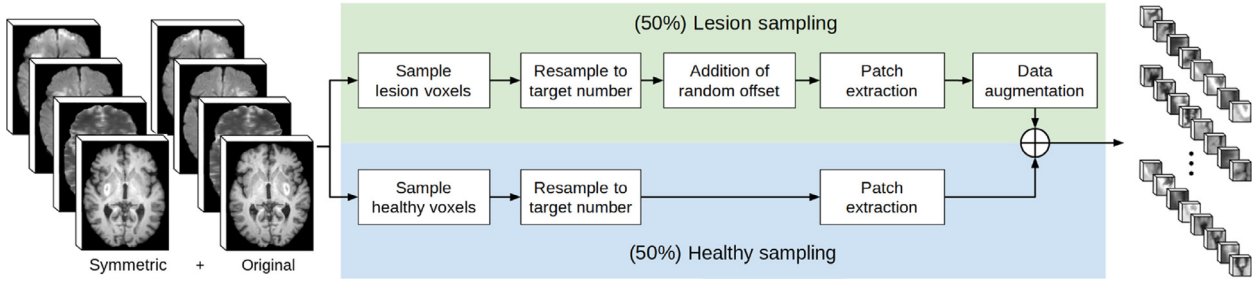 (50%) Lesion sampling
Sample
lesion voxels
Resample to
target number
Addition of
random offset
Patch
extraction
Data
augmentation
Sample
healthy voxels
Resample to
target number
Patch
extraction
(50%) Healthy sampling
Symmetric + Original